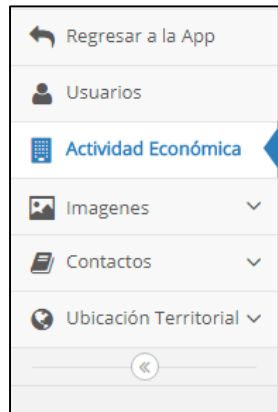 Regresar a la App
Usuarios
Actividad Económica
Imagenes
Contactos
Ubicación Territorial